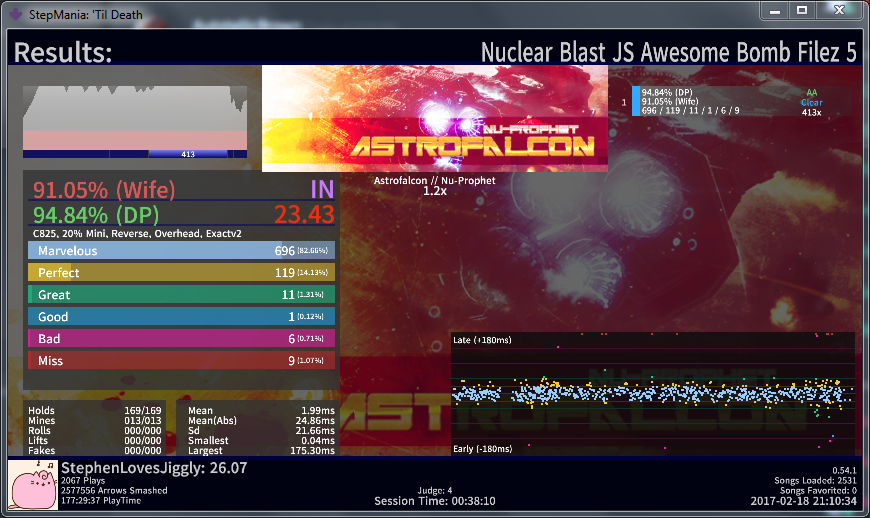 StepMania: 'Til Death
Results:
Nuclear Blast JS Awesome Bomb Filez 5
413
NU-PROPHET
ASTROFALCON
1
94.84% (DP)
91.05% (Wife)
696 / 119 / 11 / 1 / 6 / 9
AA
Clear
413x
Astrofalcon // Nu-Prophet
1.2x
91.05% (Wife) IN
94.84% (DP) 23.43
C825, 20% Mini, Reverse, Overhead, Exactv2
Marvelous 696 (82.66%)
Perfect 119 (14.13%)
Great 11 (1.31%)
Good 1 (0.12%)
Bad 6 (0.71%)
Miss 9 (1.07%)
Late (+180ms)
Early (-180ms)
Holds 169/169
Mines 013/013
Rolls 000/000
Lifts 000/000
Fakes 000/000
Mean 1.99ms
Mean(Abs) 24.86ms
Sd 21.66ms
Smallest 0.04ms
Largest 175.30ms
StephenLovesJiggly: 26.07
2067 Plays
2577556 Arrows Smashed
177:29:37 PlayTime
Judge: 4
Session Time: 00:38:10
0.54.1
Songs Loaded: 2531
Songs Favorited: 0
2017-02-18 21:10:34